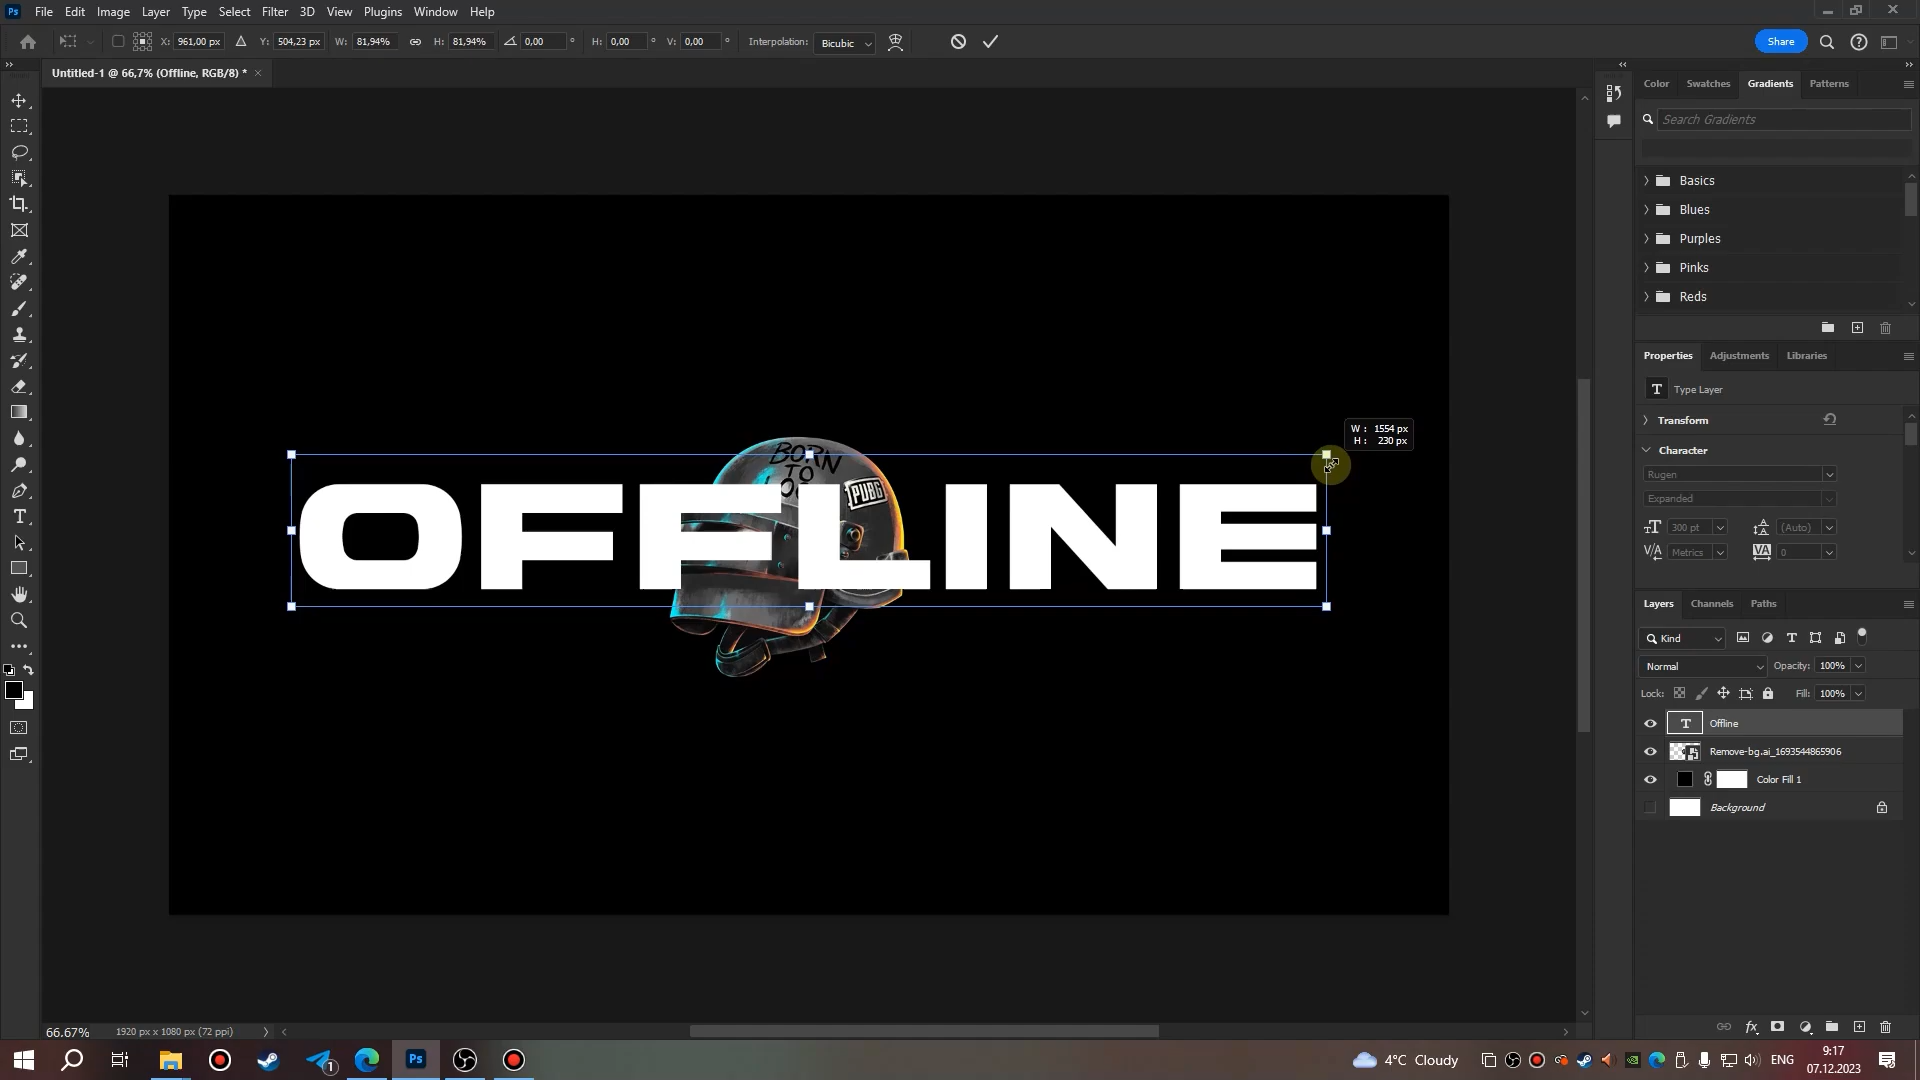 Ps File Edit Image Layer Type Select Filter 3D View Plugins Window Help
X: 961,00 px Y: 504,23 px W: 81,94% H: 81,94% 0,00 ° H: 0,00 ° V: 0,00 ° Interpolation: Bicubic Share
Untitled-1 @ 66,7% (Offline, RGB/8) * ×
Color Swatches Gradients Patterns
Search Gradients
Basics
Blues
Purples
Pinks
Reds
Properties Adjustments Libraries
T Type Layer
Transform
Character
Rugen
Expanded
300 pt (Auto)
Metrics 0
W : 1554 px
H : 230 px
BORN
TO
PUBG
OFFLINE
Layers Channels Paths
Kind
Normal Opacity: 100%
Lock: Fill: 100%
T Offline
Remove-bg.ai_1693544865906
Color Fill 1
Background
66.67% 1920 px x 1080 px (72 ppi)
1 Ps 4°C Cloudy ENG 9:17
07.12.2023